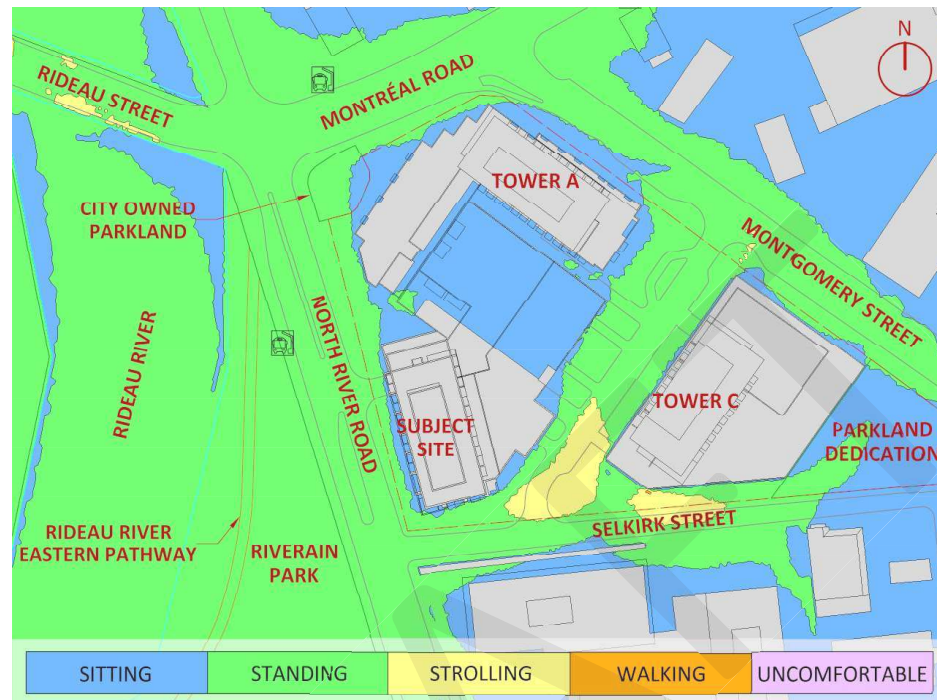 N
RIDEAU STREET
MONTRÉAL ROAD
TOWER A
CITY OWNED
PARKLAND
MONTGOMERY STREET
NORTH RIVER ROAD
RIDEAU RIVER
SUBJECT
SITE
TOWER C
PARKLAND
DEDICATION
SELKIRK STREET
RIDEAU RIVER
EASTERN PATHWAY
RIVERAIN
PARK
SITTING
STANDING
STROLLING
WALKING
UNCOMFORTABLE